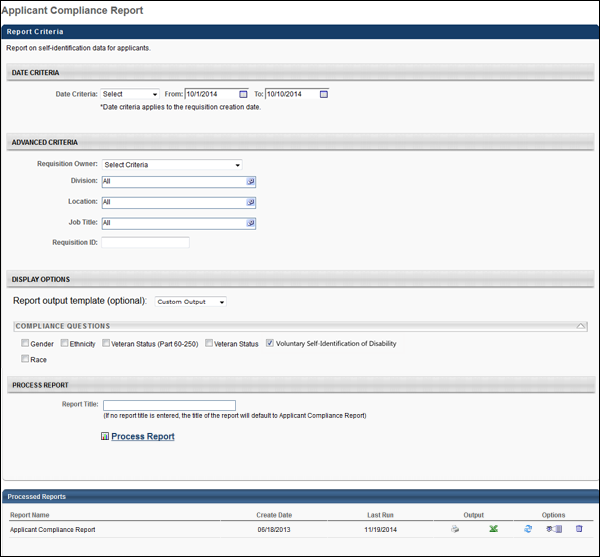 Applicant Compliance Report
Report Criteria
Report on self-identification data for applicants.
DATE CRITERIA
Date Criteria: Select From: 10/1/2014 To: 10/10/2014
*Date criteria applies to the requisition creation date.
ADVANCED CRITERIA
Requisition Owner: Select Criteria
Division: All
Location: All
Job Title: All
Requisition ID:
DISPLAY OPTIONS
Report output template (optional): Custom Output
COMPLIANCE QUESTIONS
Gender Ethnicity Veteran Status (Part 60-250) Veteran Status Voluntary Self-Identification of Disability
Race
PROCESS REPORT
Report Title:
(If no report title is entered, the title of the report will default to Applicant Compliance Report)
Process Report
Processed Reports
Report Name Create Date Last Run Output Options
Applicant Compliance Report 06/18/2013 11/19/2014